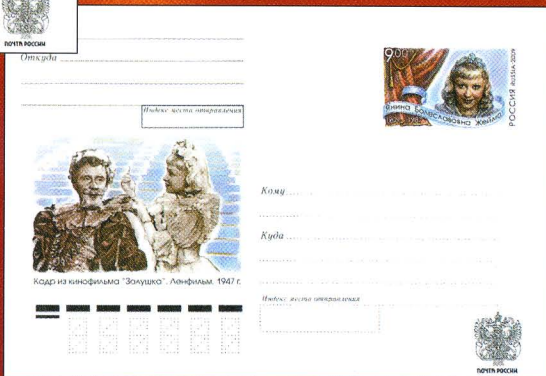 ПОЧТА РОССИИ
Откуда
Индекс места отправления
9.00
РОССИЯ RUSSIA 2009
Янина Болеславовна Жеймо
Кому
Куда
Кадр из кинофильма "Золушка". Ленфильм. 1947 г.
Индекс места отправления
ПОЧТА РОССИИ